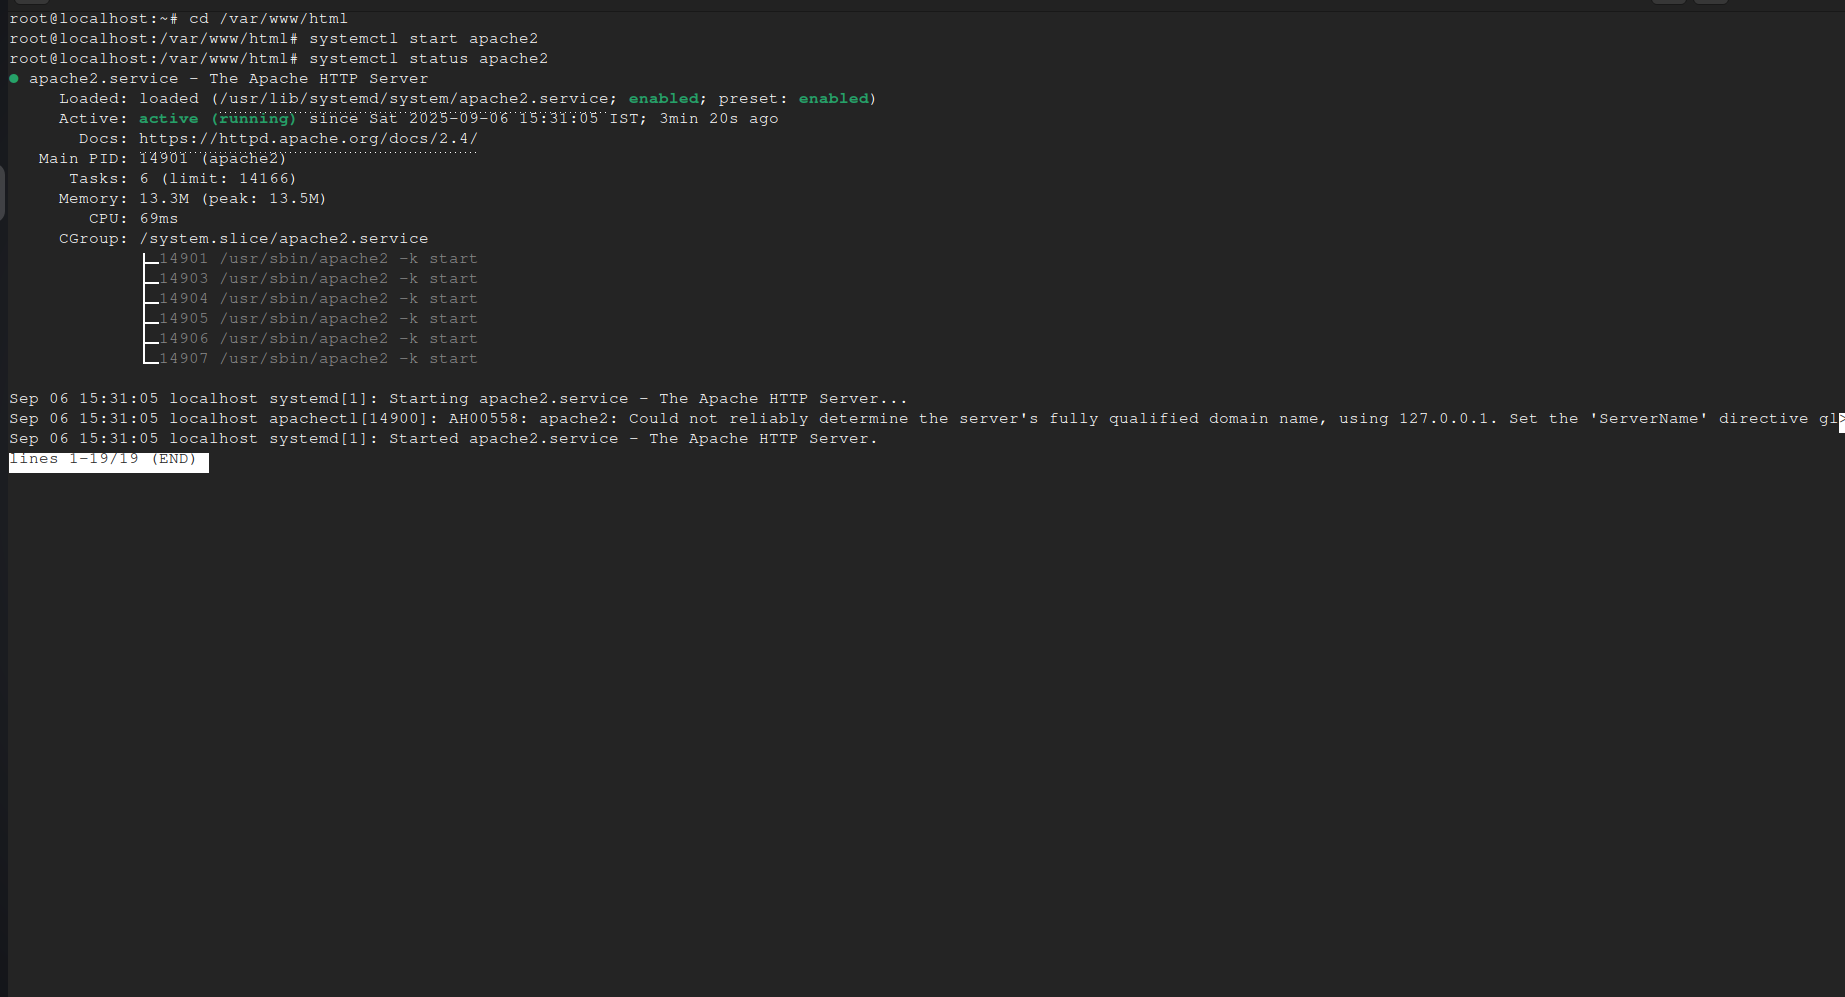 root@localhost:~# cd /var/www/html
root@localhost:/var/www/html# systemctl start apache2
root@localhost:/var/www/html# systemctl status apache2
● apache2.service - The Apache HTTP Server
     Loaded: loaded (/usr/lib/systemd/system/apache2.service; enabled; preset: enabled)
     Active: active (running) since Sat 2025-09-06 15:31:05 IST; 3min 20s ago
       Docs: https://httpd.apache.org/docs/2.4/
   Main PID: 14901 (apache2)
      Tasks: 6 (limit: 14166)
     Memory: 13.3M (peak: 13.5M)
        CPU: 69ms
     CGroup: /system.slice/apache2.service
             ├─14901 /usr/sbin/apache2 -k start
             ├─14903 /usr/sbin/apache2 -k start
             ├─14904 /usr/sbin/apache2 -k start
             ├─14905 /usr/sbin/apache2 -k start
             ├─14906 /usr/sbin/apache2 -k start
             └─14907 /usr/sbin/apache2 -k start

Sep 06 15:31:05 localhost systemd[1]: Starting apache2.service - The Apache HTTP Server...
Sep 06 15:31:05 localhost apachectl[14900]: AH00558: apache2: Could not reliably determine the server's fully qualified domain name, using 127.0.0.1. Set the 'ServerName' directive gl>
Sep 06 15:31:05 localhost systemd[1]: Started apache2.service - The Apache HTTP Server.
lines 1-19/19 (END)